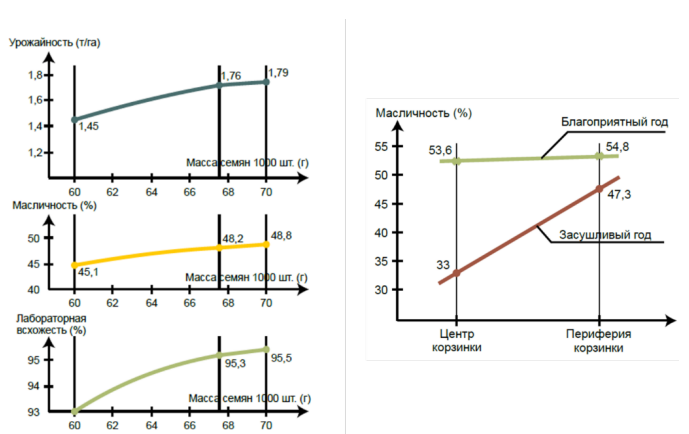 Урожайность (т/га)
1,8
1,6
1,4
1,2
1,45
1,76
1,79
Масса семян 1000 шт. (г)
60 62 64 66 68 70
Масличность (%)
50
45
40
45,1
48,2
48,8
Масса семян 1000 шт. (г)
60 62 64 66 68 70
Лабораторная
всхожесть (%)
95
94
93
95,3
95,5
Масса семян 1000 шт. (г)
60 62 64 66 68 70
Масличность (%)
Благоприятный год
55
50
45
40
35
30
53,6
54,8
47,3
Засушливый год
33
Центр
корзинки
Периферия
корзинки